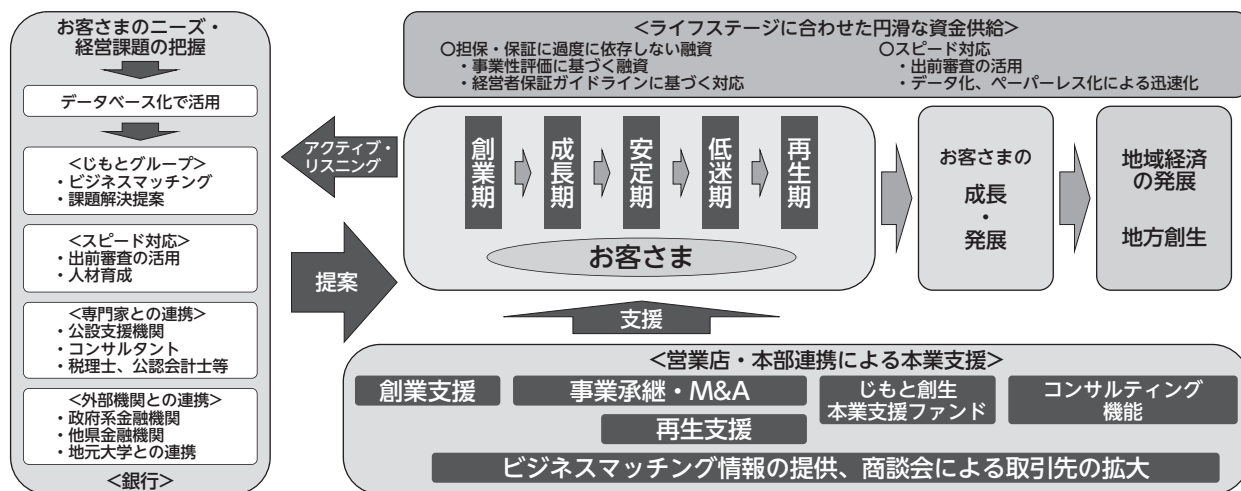 お客さまのニーズ・
経営課題の把握
データベース化で活用
<じもとグループ>
・ビジネスマッチング
・課題解決提案
<スピード対応>
・出前審査の活用
・人材育成
<専門家との連携>
・公設支援機関
・コンサルタント
・税理士、公認会計士等
<外部機関との連携>
・政府系金融機関
・他県金融機関
・地元大学との連携
<銀行>
アクティブ・
リスニング
提案
<ライフステージに合わせた円滑な資金供給>
〇担保・保証に過度に依存しない融資
・事業性評価に基づく融資
・経営者保証ガイドラインに基づく対応
〇スピード対応
・出前審査の活用
・データ化、ペーパーレス化による迅速化
創業期
成長期
安定期
低迷期
再生期
お客さま
お客さまの
成長
・
発展
地域経済
の発展
地方創生
支援
<営業店・本部連携による本業支援>
創業支援
事業承継・M&A
再生支援
じもと創生
本業支援ファンド
コンサルティング
機能
ビジネスマッチング情報の提供、商談会による取引先の拡大